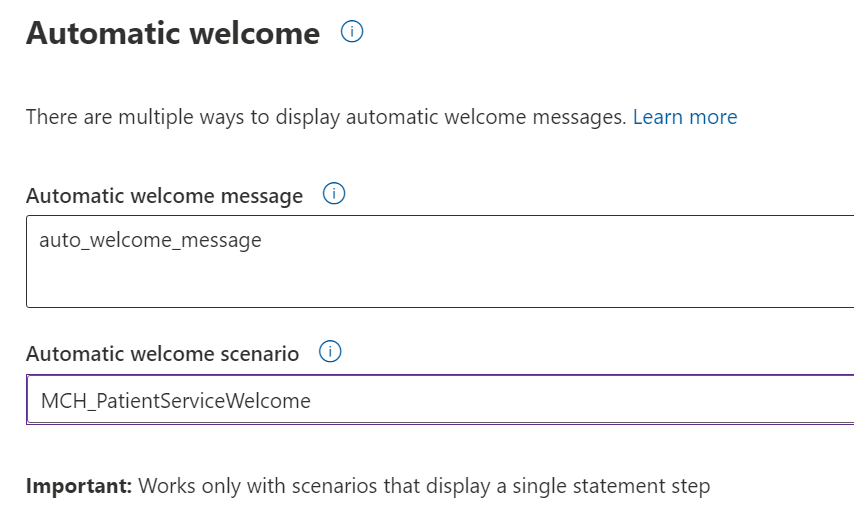 Automatic welcome
There are multiple ways to display automatic welcome messages. Learn more
Automatic welcome message
auto_welcome_message
Automatic welcome scenario
MCH_PatientServiceWelcome
Important: Works only with scenarios that display a single statement step